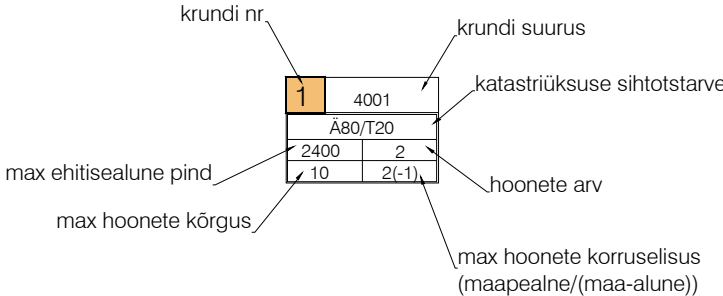 krundi nr
krundi suurus
1
4001
katastriüksuse sihtotstarve
Ä80/T20
2400
2
max ehitisealune pind
10
2(-1)
hoonete arv
max hoonete kõrgus
max hoonete korruselisus
(maapealne/(maa-alune))